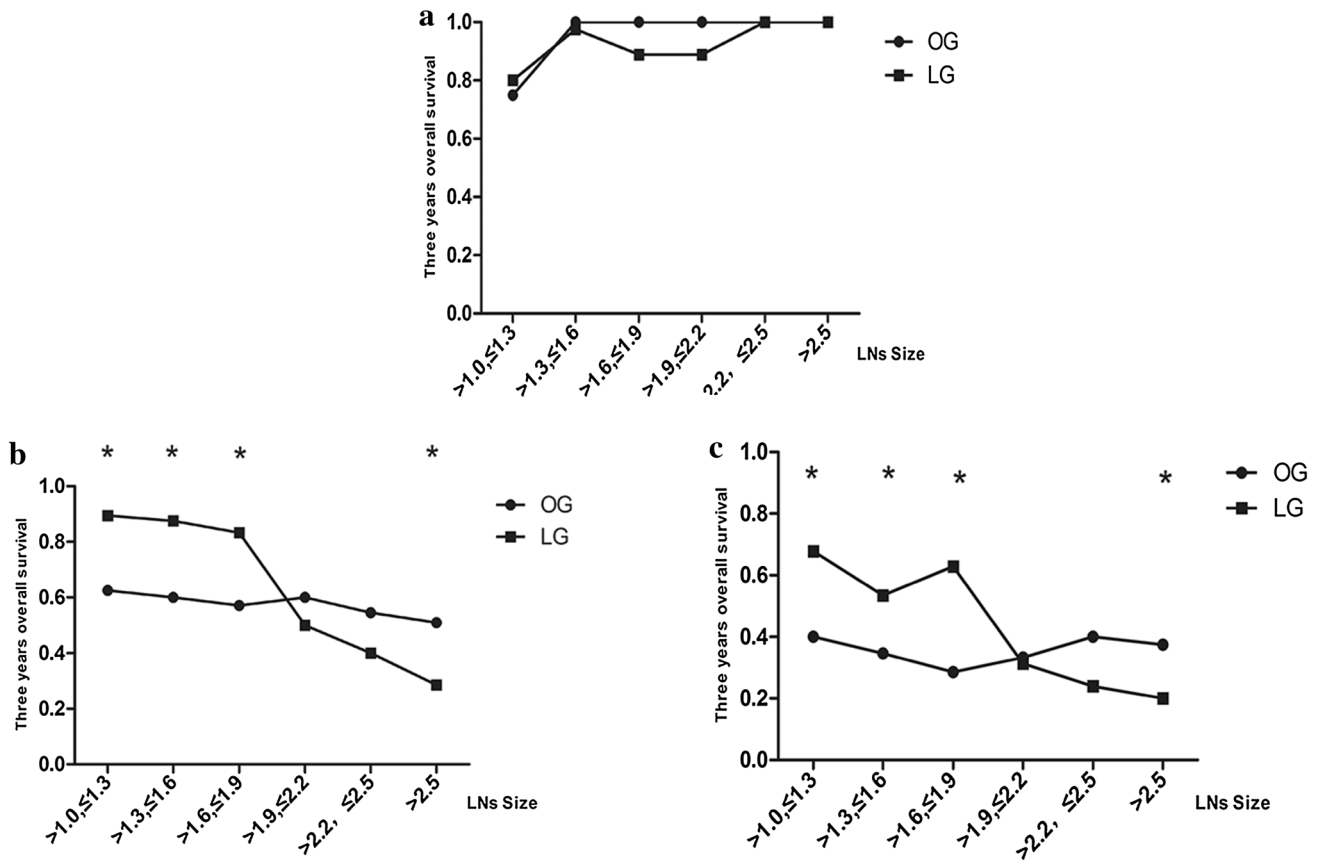 a
Three years overall survival
1.0
0.8
0.6
0.4
0.2
0.0
>1.0,≤1.3
>1.3,≤1.6
>1.6,≤1.9
>1.9,≤2.2
2.2, ≤2.5
>2.5
LNs Size
OG
LG
b
* * * *
Three years overall survival
1.0
0.8
0.6
0.4
0.2
0.0
>1.0,≤1.3
>1.3,≤1.6
>1.6,≤1.9
>1.9,≤2.2
>2.2, ≤2.5
>2.5
LNs Size
OG
LG
c
* * * *
Three years overall survival
1.0
0.8
0.6
0.4
0.2
0.0
>1.0,≤1.3
>1.3,≤1.6
>1.6,≤1.9
>1.9,≤2.2
>2.2, ≤2.5
>2.5
LNs Size
OG
LG